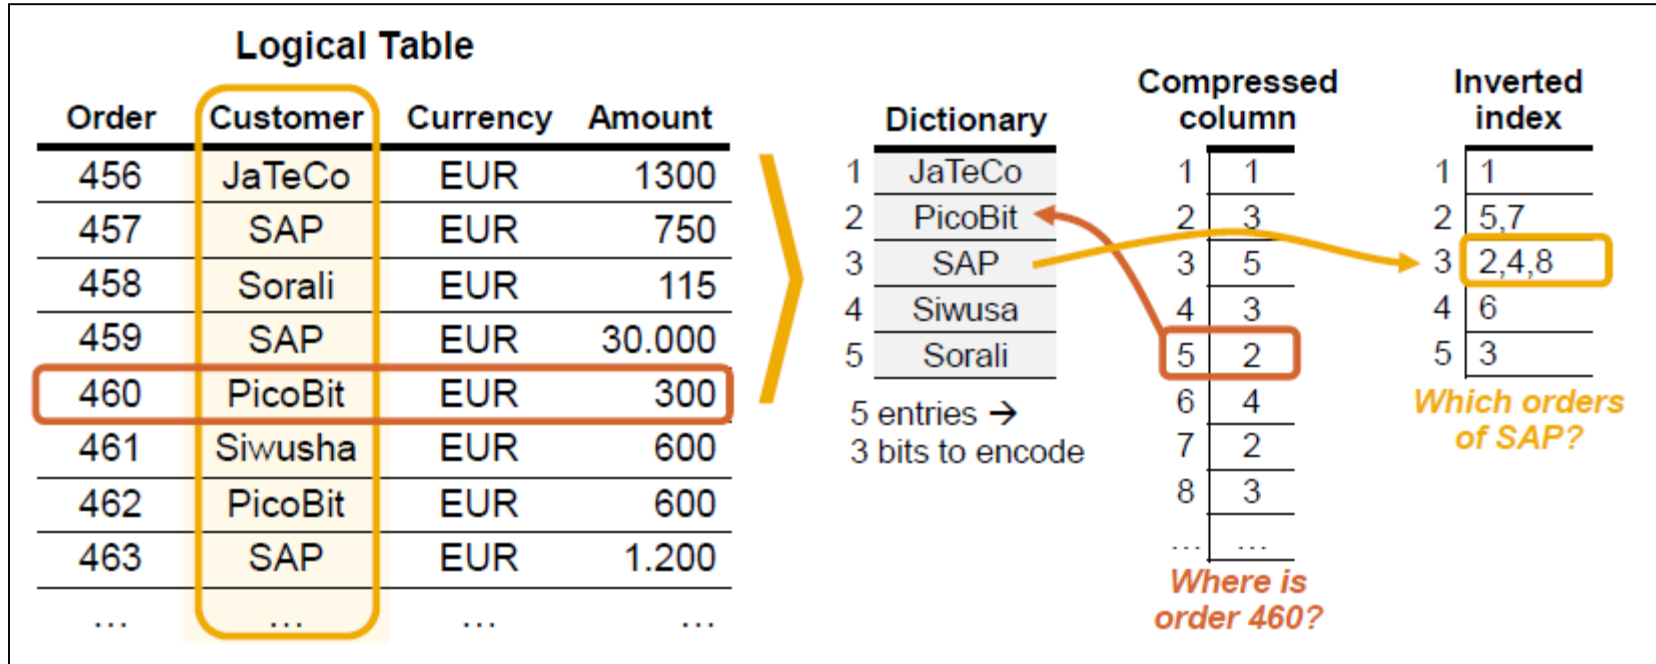 Logical Table
Order Customer Currency Amount
456 JaTeCo EUR 1300
457 SAP EUR 750
458 Sorali EUR 115
459 SAP EUR 30.000
460 PicoBit EUR 300
461 Siwusha EUR 600
462 PicoBit EUR 600
463 SAP EUR 1.200
... ... ... ...
Dictionary
1 JaTeCo
2 PicoBit
3 SAP
4 Siwusa
5 Sorali
5 entries →
3 bits to encode
Compressed
column
1 1
2 3
3 5
4 3
5 2
6 4
7 2
8 3
... ...
Where is
order 460?
Inverted
index
1 1
2 5,7
3 2,4,8
4 6
5 3
Which orders
of SAP?